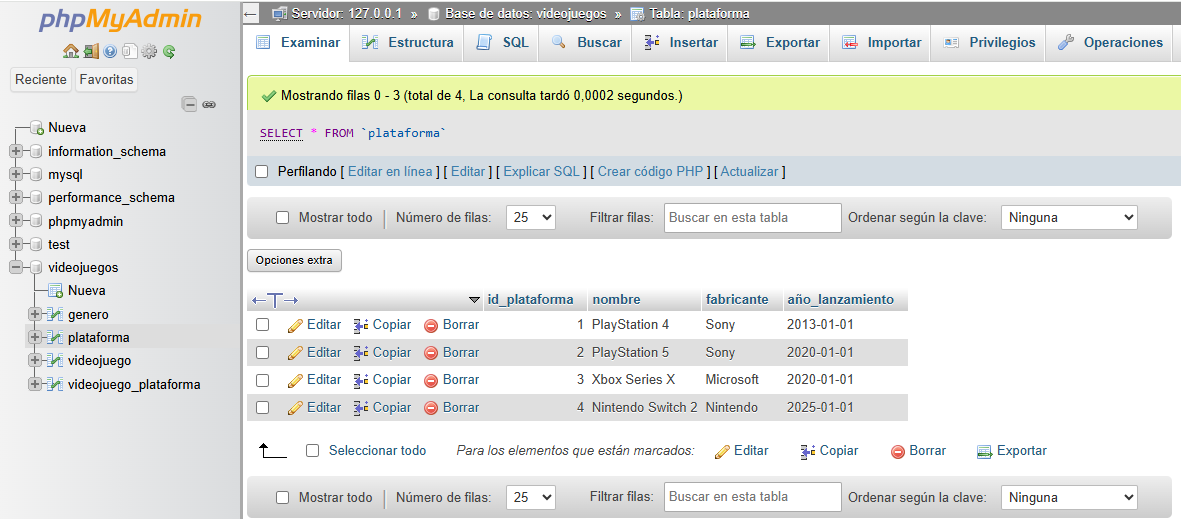 phpMyAdmin
Reciente Favoritas
Nueva
information_schema
mysql
performance_schema
phpmyadmin
test
videojuegos
Nueva
genero
plataforma
videojuego
videojuego_plataforma
Servidor: 127.0.0.1 » Base de datos: videojuegos » Tabla: plataforma
Examinar Estructura SQL Buscar Insertar Exportar Importar Privilegios Operaciones
Mostrando filas 0 - 3 (total de 4, La consulta tardó 0,0002 segundos.)
SELECT * FROM `plataforma`
Perfilando [ Editar en línea ] [ Editar ] [ Explicar SQL ] [ Crear código PHP ] [ Actualizar ]
Mostrar todo Número de filas: 25 Filtrar filas: Buscar en esta tabla Ordenar según la clave: Ninguna
Opciones extra
id_plataforma nombre fabricante año_lanzamiento
Editar Copiar Borrar 1 PlayStation 4 Sony 2013-01-01
Editar Copiar Borrar 2 PlayStation 5 Sony 2020-01-01
Editar Copiar Borrar 3 Xbox Series X Microsoft 2020-01-01
Editar Copiar Borrar 4 Nintendo Switch 2 Nintendo 2025-01-01
Seleccionar todo Para los elementos que están marcados: Editar Copiar Borrar Exportar
Mostrar todo Número de filas: 25 Filtrar filas: Buscar en esta tabla Ordenar según la clave: Ninguna